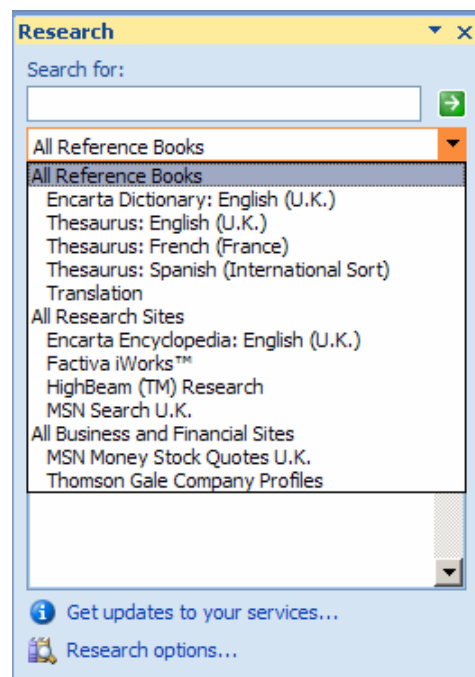 Research
Search for:
All Reference Books
All Reference Books
Encarta Dictionary: English (U.K.)
Thesaurus: English (U.K.)
Thesaurus: French (France)
Thesaurus: Spanish (International Sort)
Translation
All Research Sites
Encarta Encyclopedia: English (U.K.)
Factiva iWorks™
HighBeam (TM) Research
MSN Search U.K.
All Business and Financial Sites
MSN Money Stock Quotes U.K.
Thomson Gale Company Profiles
Get updates to your services...
Research options...